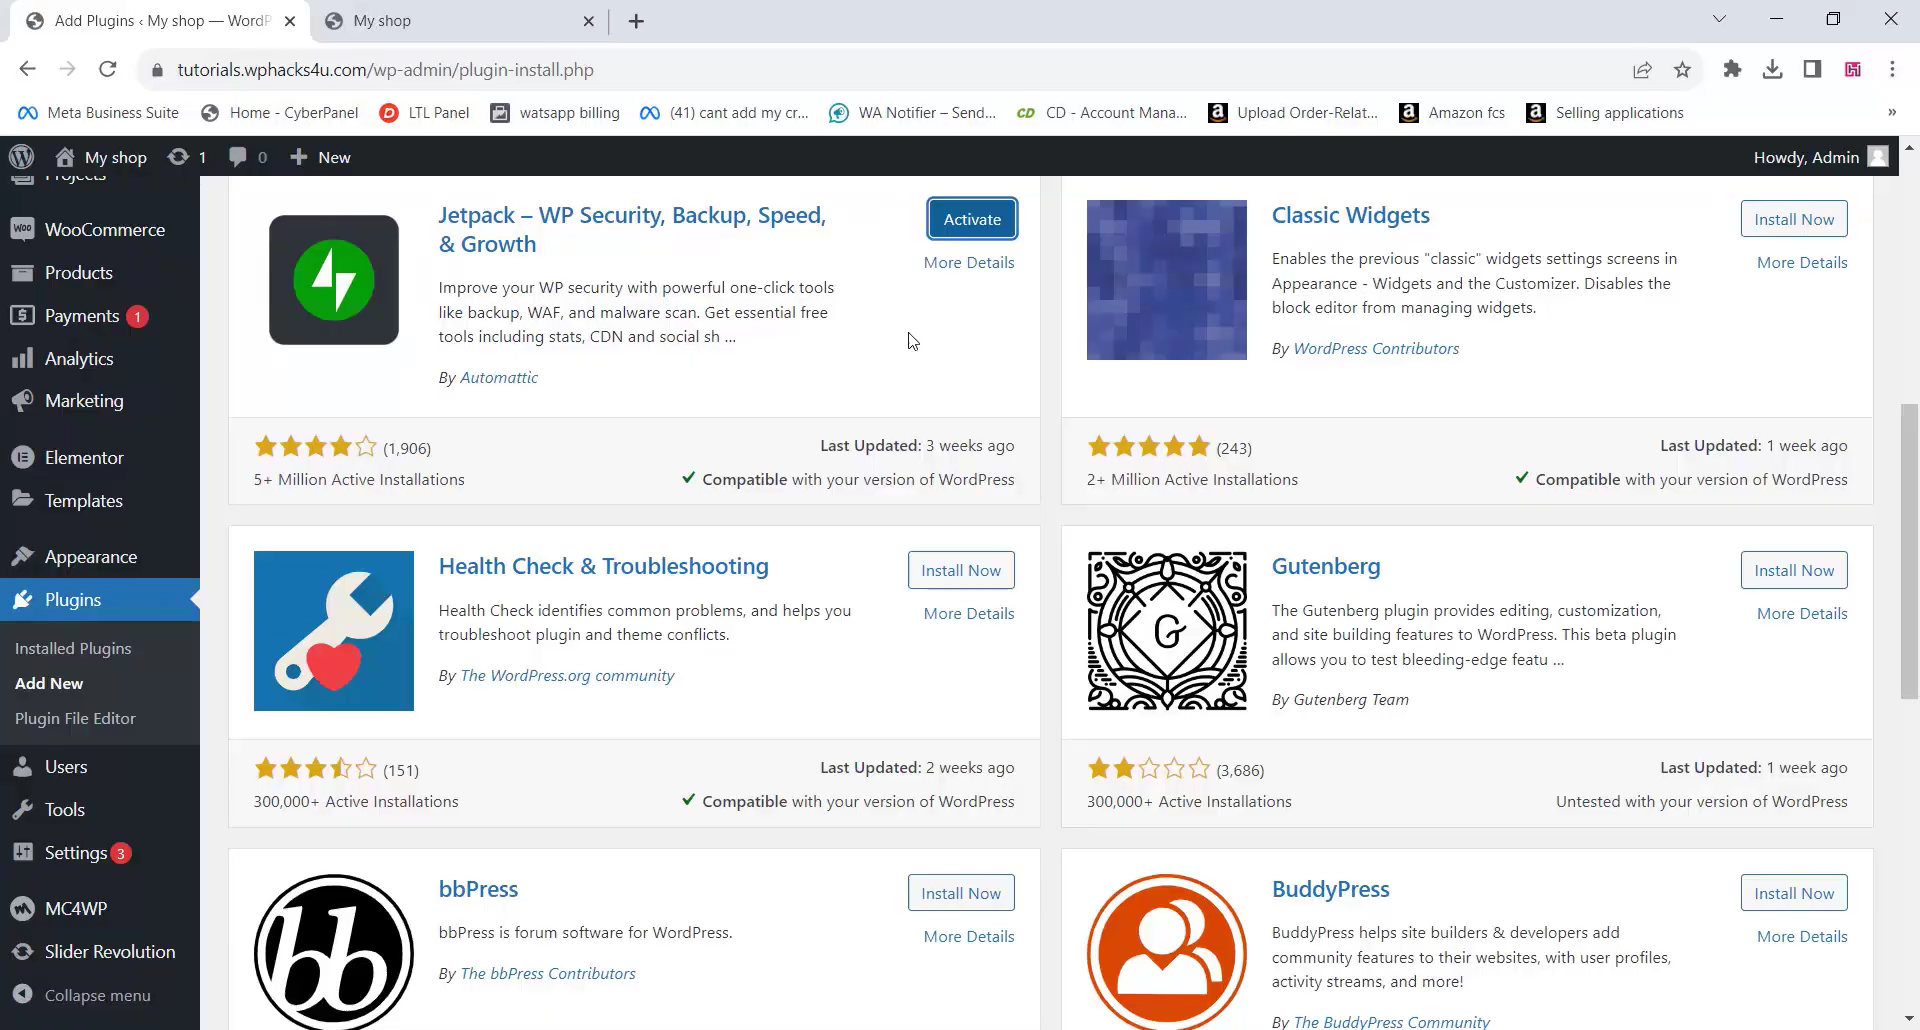 Add Plugins ‹ My shop — WordP
My shop
tutorials.wphacks4u.com/wp-admin/plugin-install.php
Meta Business Suite
Home - CyberPanel
LTL Panel
watsapp billing
(41) cant add my cr...
WA Notifier – Send...
CD
CD - Account Mana...
Upload Order-Relat...
Amazon fcs
Selling applications
»
My shop
1
0
New
Howdy, Admin
Projects
WooCommerce
Products
Payments 1
Analytics
Marketing
Elementor
Templates
Appearance
Plugins
Installed Plugins
Add New
Plugin File Editor
Users
Tools
Settings 3
MC4WP
Slider Revolution
Collapse menu
Jetpack – WP Security, Backup, Speed,
& Growth
Activate
More Details
Improve your WP security with powerful one-click tools
like backup, WAF, and malware scan. Get essential free
tools including stats, CDN and social sh ...
By Automattic
(1,906)
Last Updated: 3 weeks ago
5+ Million Active Installations
Compatible with your version of WordPress
Classic Widgets
Install Now
More Details
Enables the previous "classic" widgets settings screens in
Appearance - Widgets and the Customizer. Disables the
block editor from managing widgets.
By WordPress Contributors
(243)
Last Updated: 1 week ago
2+ Million Active Installations
Compatible with your version of WordPress
Health Check & Troubleshooting
Install Now
More Details
Health Check identifies common problems, and helps you
troubleshoot plugin and theme conflicts.
By The WordPress.org community
(151)
Last Updated: 2 weeks ago
300,000+ Active Installations
Compatible with your version of WordPress
G
Gutenberg
Install Now
More Details
The Gutenberg plugin provides editing, customization,
and site building features to WordPress. This beta plugin
allows you to test bleeding-edge featu ...
By Gutenberg Team
(3,686)
Last Updated: 1 week ago
300,000+ Active Installations
Untested with your version of WordPress
bb
bbPress
Install Now
More Details
bbPress is forum software for WordPress.
By The bbPress Contributors
BuddyPress
Install Now
More Details
BuddyPress helps site builders & developers add
community features to their websites, with user profiles,
activity streams, and more!
By The BuddyPress Community